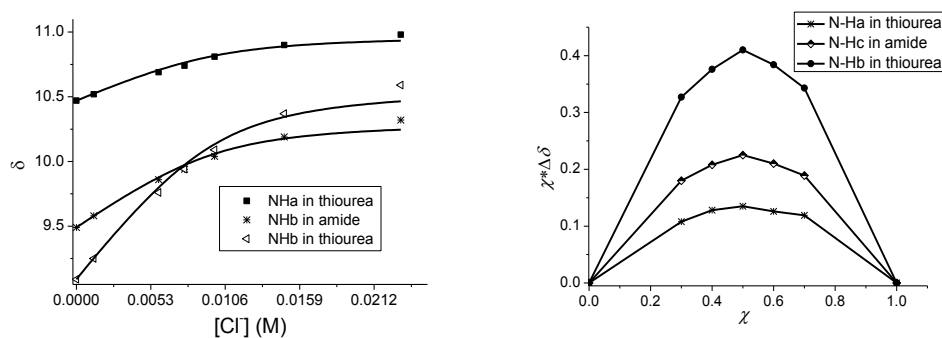 11.0
10.5
10.0
9.5
δ
NHa in thiourea
NHb in amide
NHb in thiourea
0.0000 0.0053 0.0106 0.0159 0.0212
[Cl⁻] (M)
N-Ha in thiourea
N-Hc in amide
N-Hb in thiourea
0.4
0.3
0.2
0.1
0.0
χ*Δδ
0.0 0.2 0.4 0.6 0.8 1.0
χ